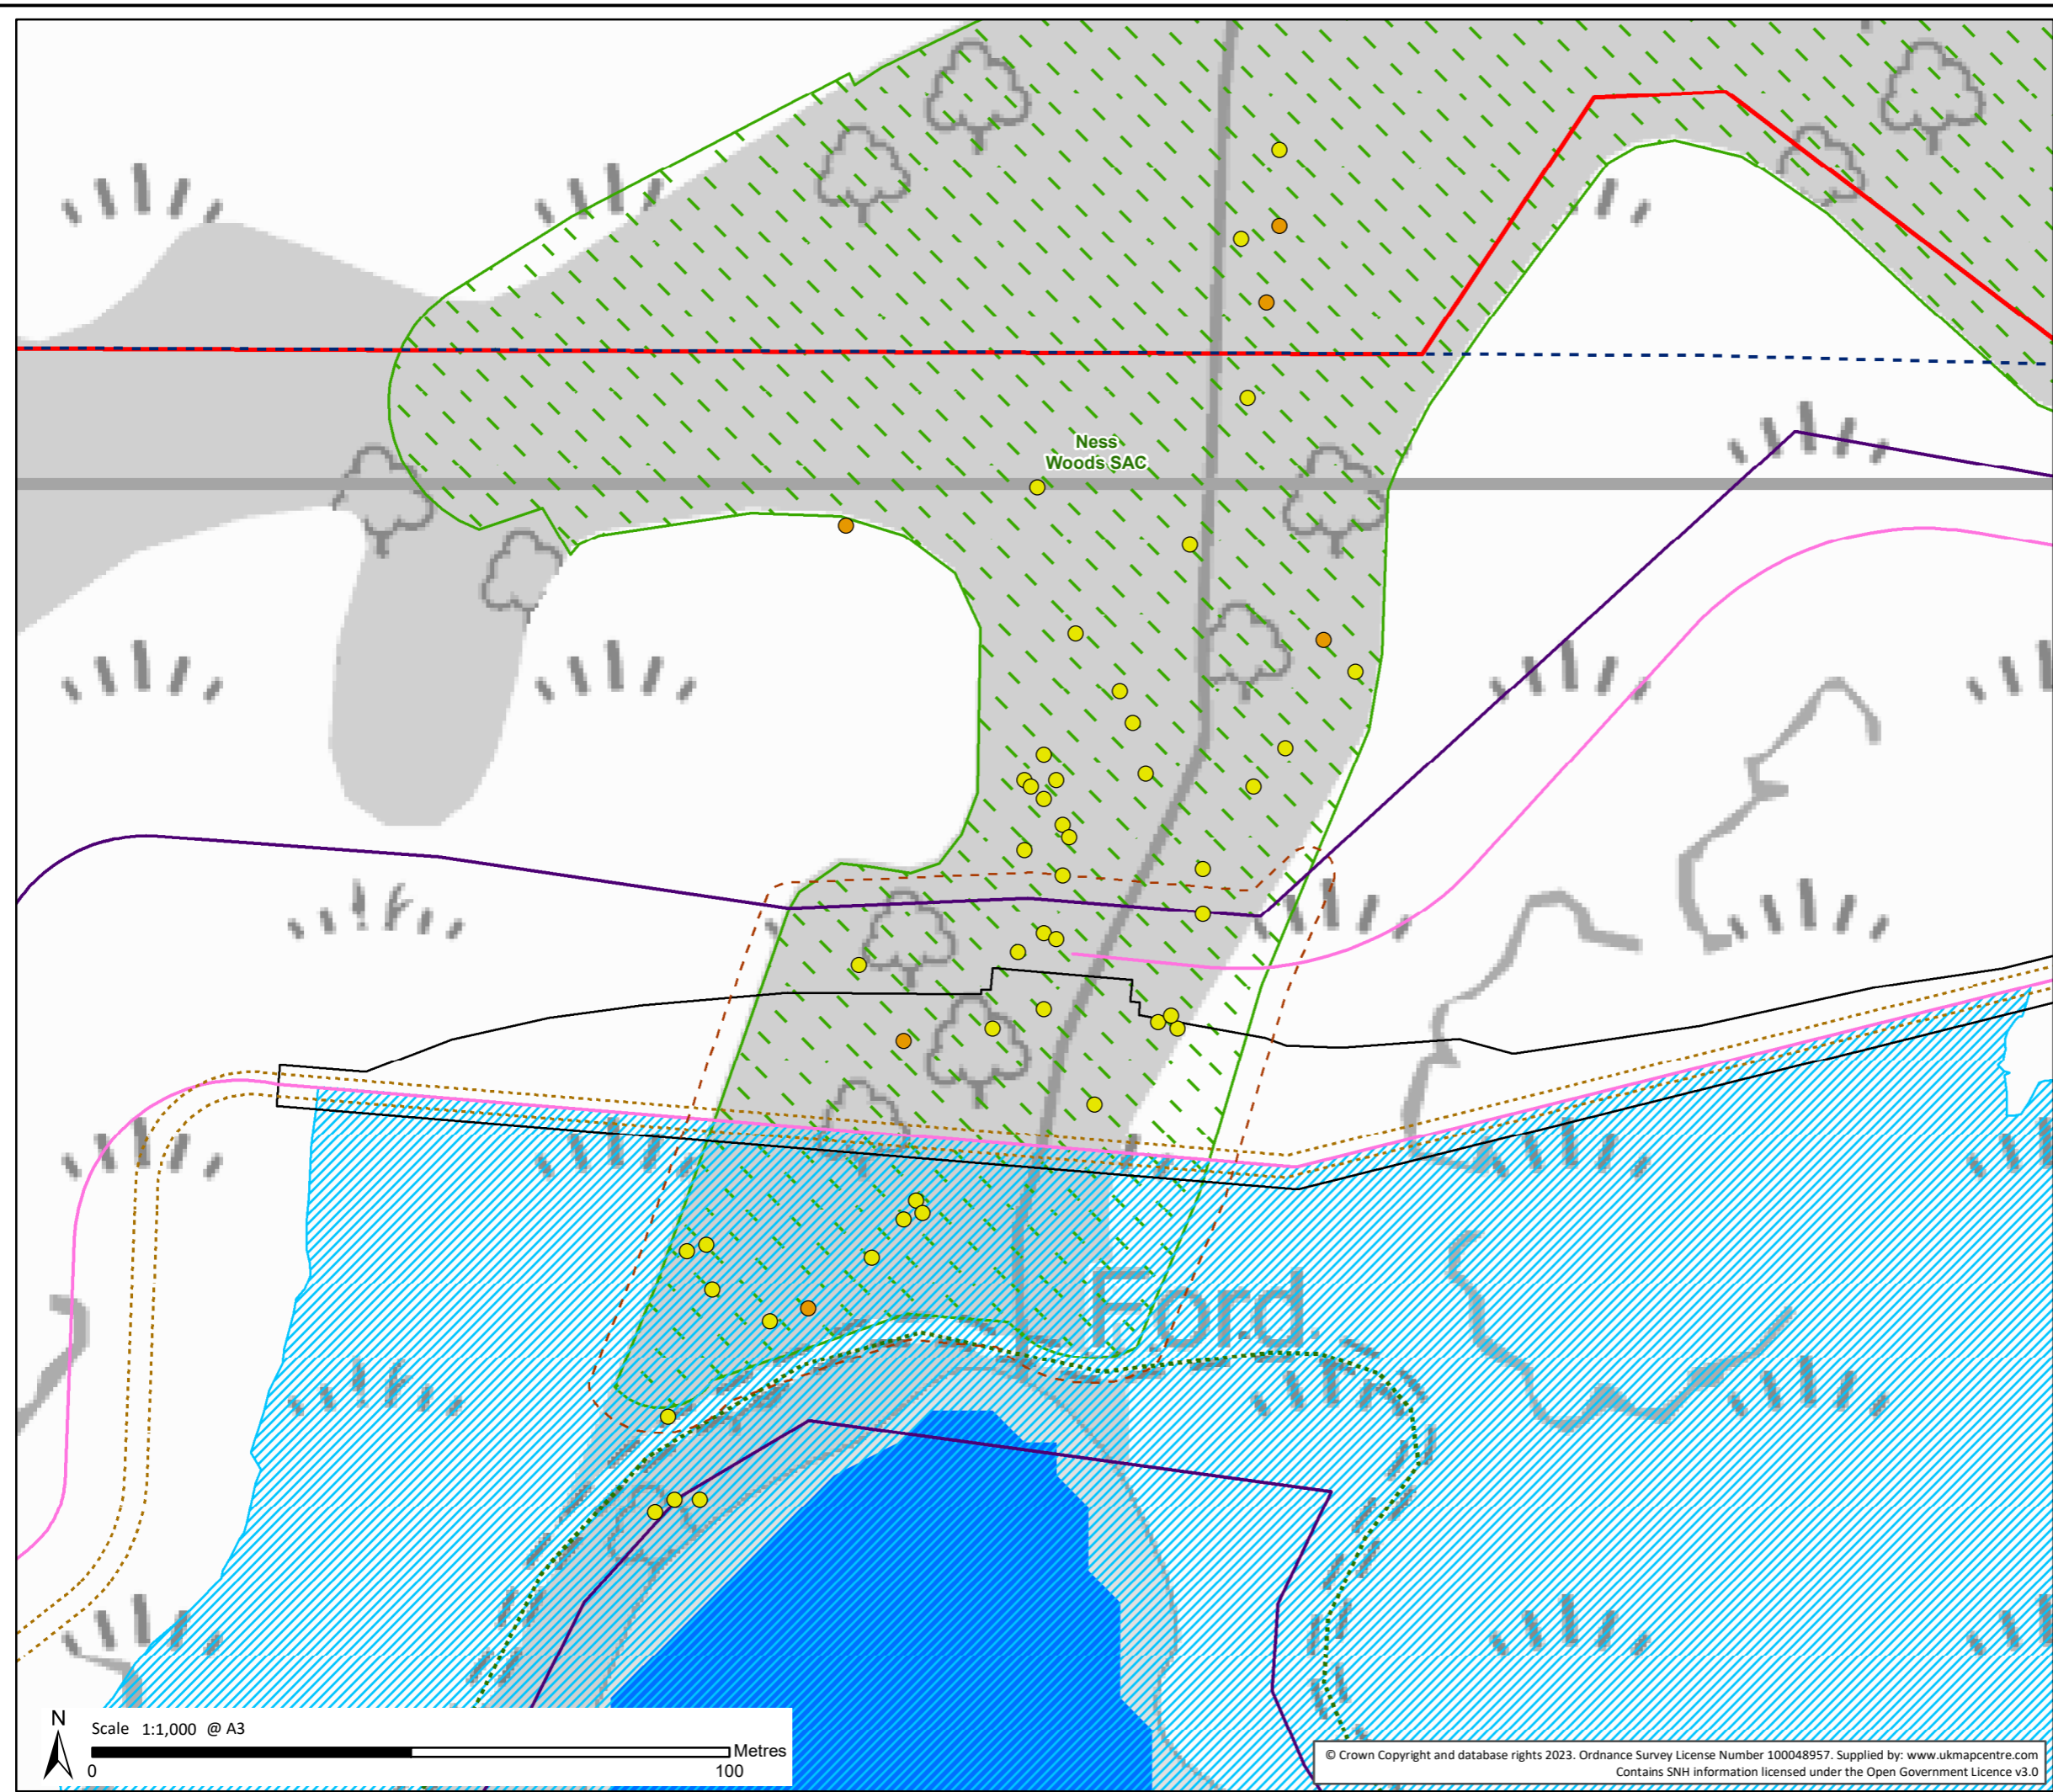 Ness
Woods SAC
Ford
N
Scale 1:1,000 @ A3
Metres
0 100
© Crown Copyright and database rights 2023. Ordnance Survey License Number 100048957. Supplied by: www.ukmapcentre.com
Contains SNH information licensed under the Open Government Licence v3.0